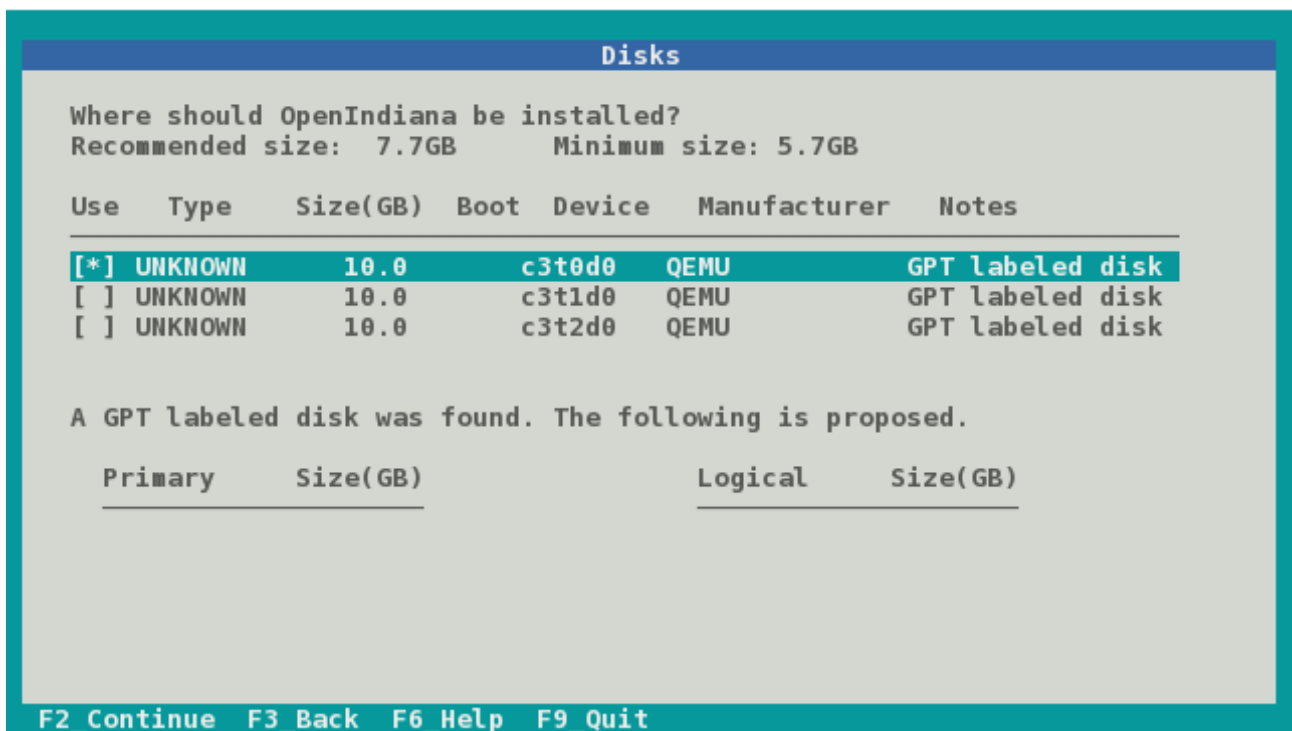 Disks
Where should OpenIndiana be installed?
Recommended size:  7.7GB      Minimum size: 5.7GB
Use   Type    Size(GB)  Boot  Device   Manufacturer   Notes
[*] UNKNOWN      10.0       c3t0d0   QEMU           GPT labeled disk
[ ] UNKNOWN      10.0       c3t1d0   QEMU           GPT labeled disk
[ ] UNKNOWN      10.0       c3t2d0   QEMU           GPT labeled disk
A GPT labeled disk was found. The following is proposed.
Primary     Size(GB)                 Logical     Size(GB)
F2 Continue  F3 Back  F6 Help  F9 Quit